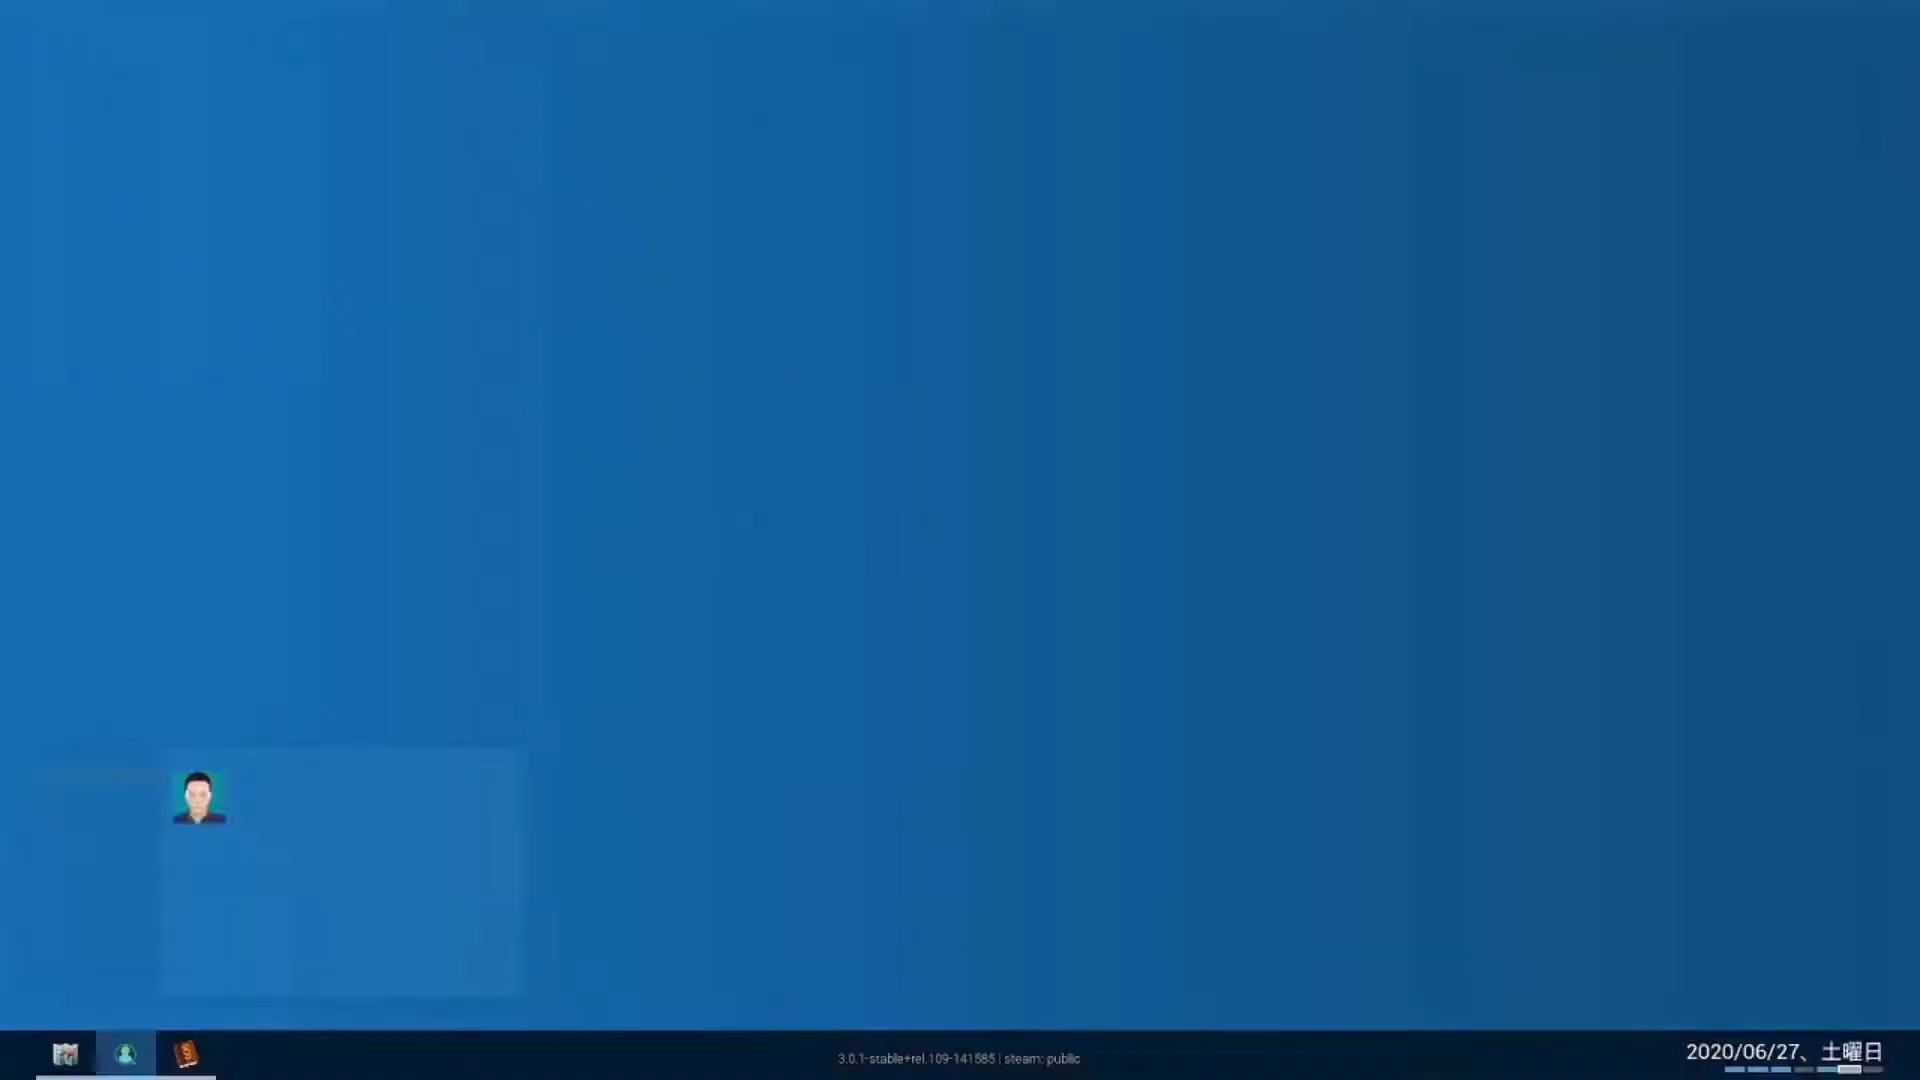 3.0.1-stable+rel.109-141585 | steam: public
2020/06/27、土曜日